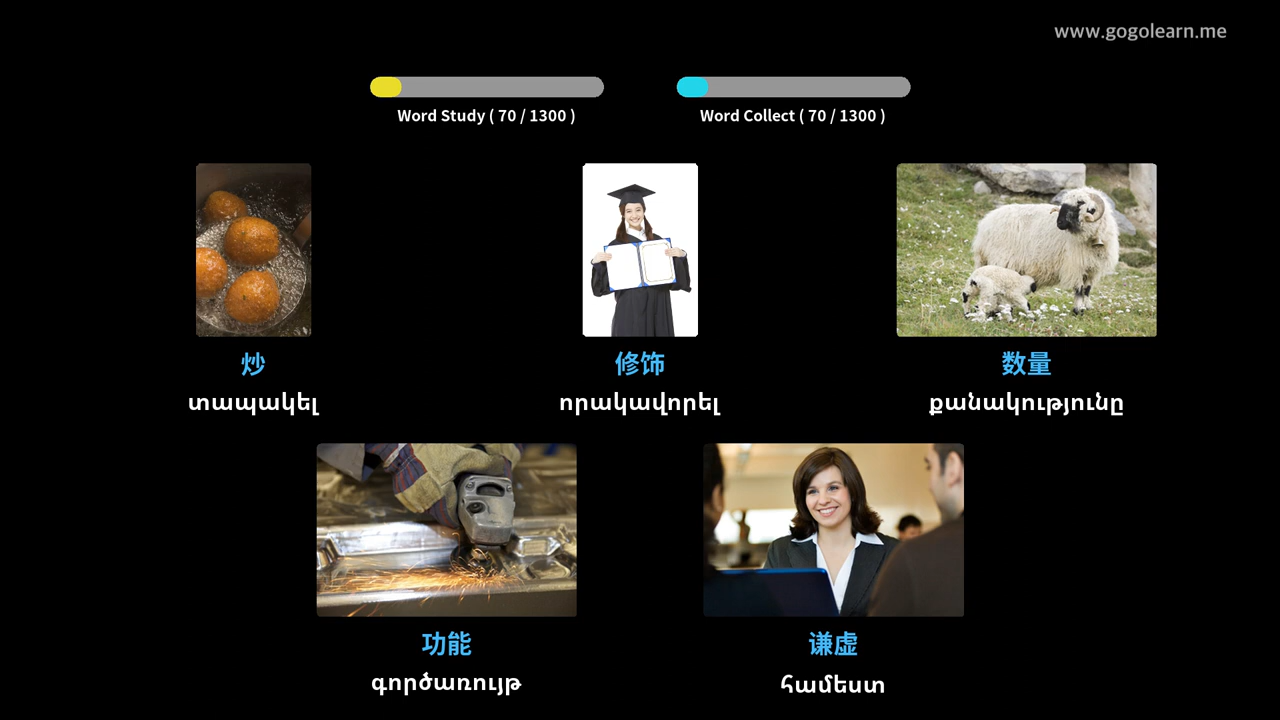 www.gogolearn.me
Word Study ( 70 / 1300 )
Word Collect ( 70 / 1300 )
炒
տապակել
修饰
որակավորել
数量
քանակությունը
功能
գործառույթ
谦虚
համեստ